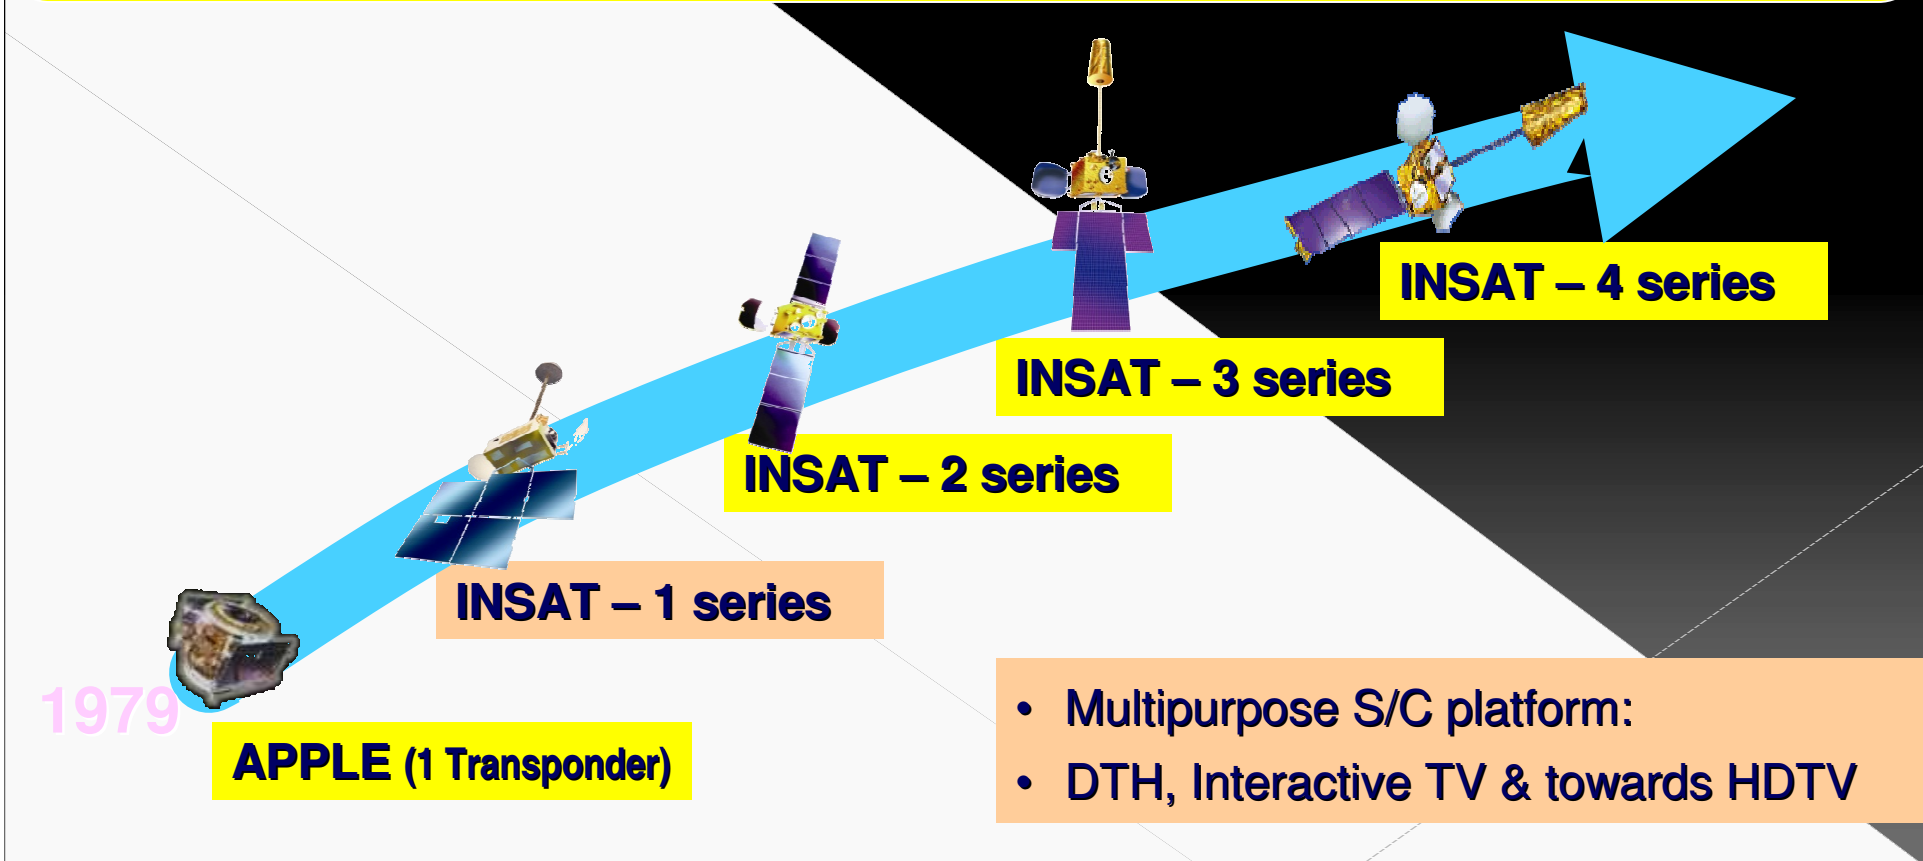 INSAT – 4 series
INSAT – 3 series
INSAT – 2 series
INSAT – 1 series
1979
APPLE (1 Transponder)
• Multipurpose S/C platform:
• DTH, Interactive TV & towards HDTV